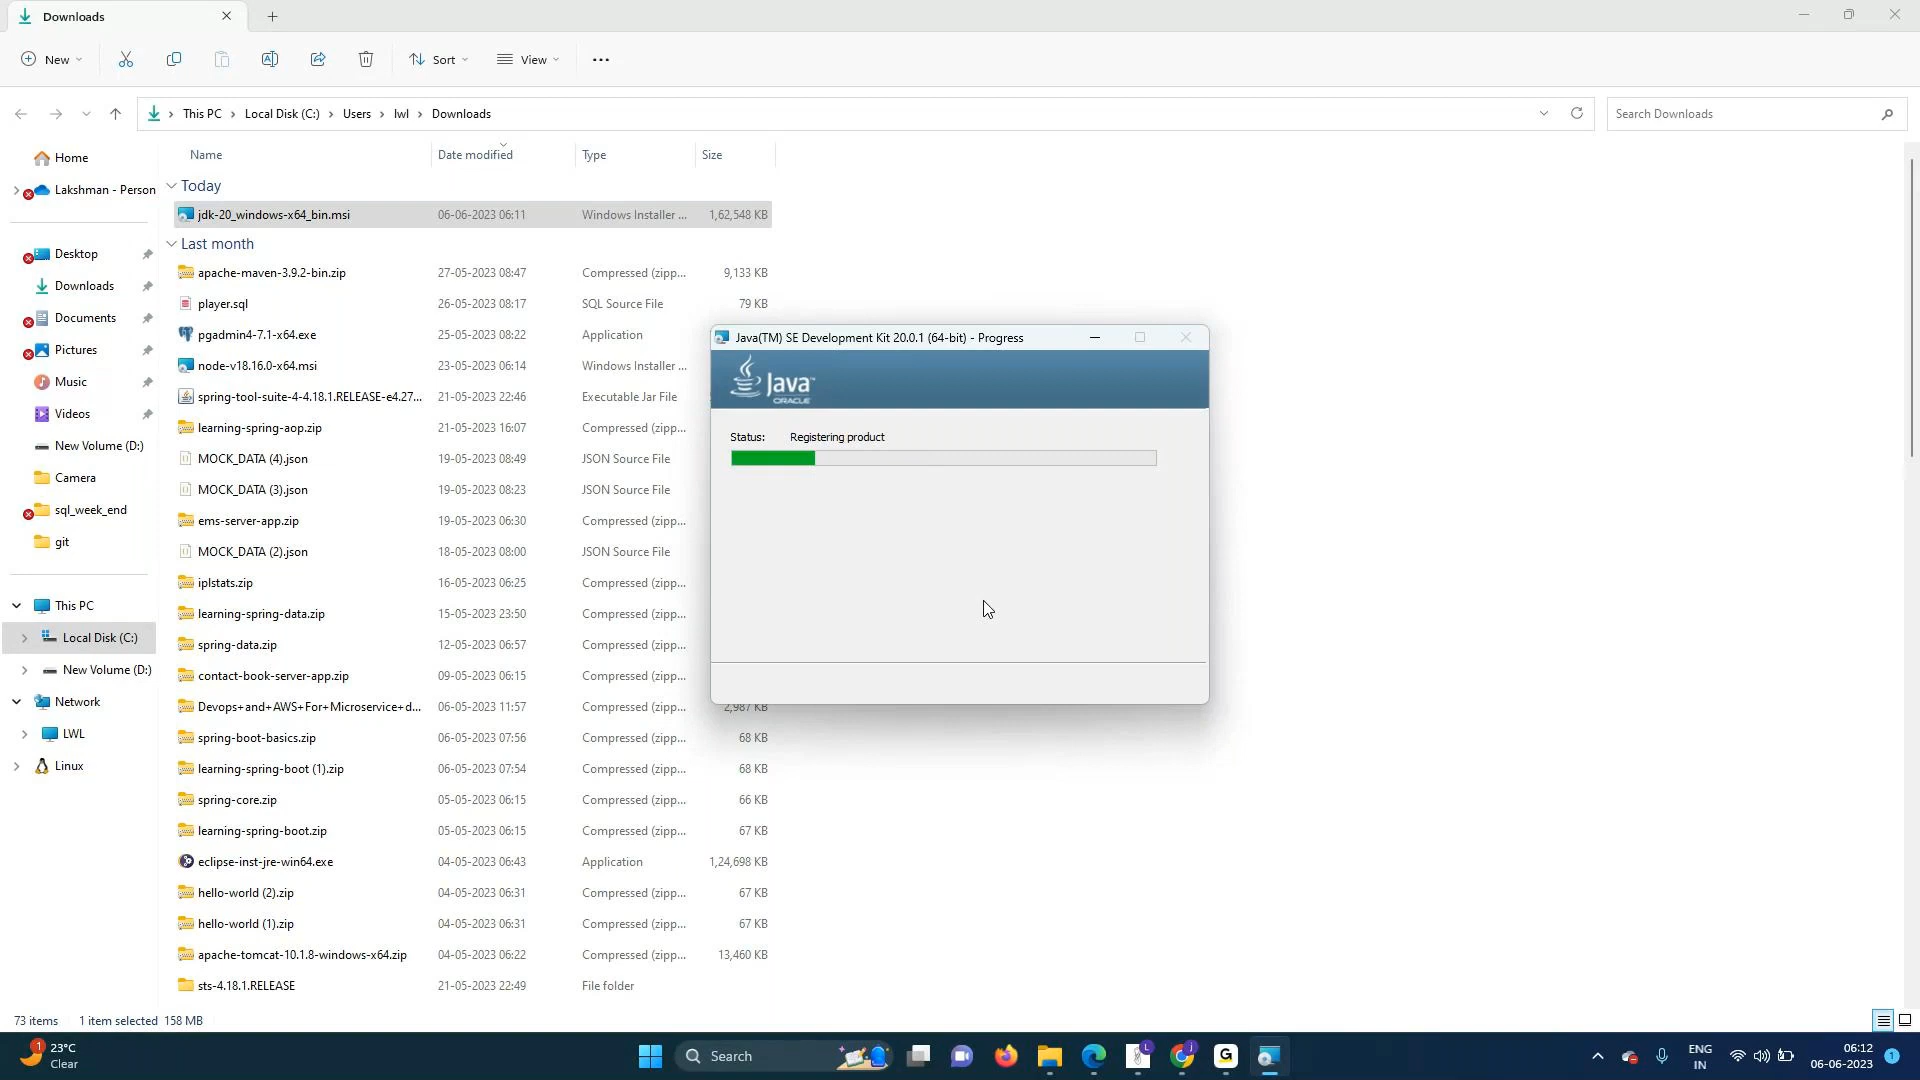 Downloads
New
Sort
View
This PC
Local Disk (C:)
Users
lwl
Downloads
Search Downloads
Name
Date modified
Type
Size
Home
Lakshman - Person
Desktop
Downloads
Documents
Pictures
Music
Videos
New Volume (D:)
Camera
sql_week_end
git
This PC
Local Disk (C:)
New Volume (D:)
Network
LWL
Linux
Today
jdk-20_windows-x64_bin.msi 06-06-2023 06:11 Windows Installer ... 1,62,548 KB
Last month
apache-maven-3.9.2-bin.zip 27-05-2023 08:47 Compressed (zipp... 9,133 KB
player.sql 26-05-2023 08:17 SQL Source File 79 KB
pgadmin4-7.1-x64.exe 25-05-2023 08:22 Application
node-v18.16.0-x64.msi 23-05-2023 06:14 Windows Installer ...
spring-tool-suite-4-4.18.1.RELEASE-e4.27... 21-05-2023 22:46 Executable Jar File
learning-spring-aop.zip 21-05-2023 16:07 Compressed (zipp...
MOCK_DATA (4).json 19-05-2023 08:49 JSON Source File
MOCK_DATA (3).json 19-05-2023 08:23 JSON Source File
ems-server-app.zip 19-05-2023 06:30 Compressed (zipp...
MOCK_DATA (2).json 18-05-2023 08:00 JSON Source File
iplstats.zip 16-05-2023 06:25 Compressed (zipp...
learning-spring-data.zip 15-05-2023 23:50 Compressed (zipp...
spring-data.zip 12-05-2023 06:57 Compressed (zipp...
contact-book-server-app.zip 09-05-2023 06:15 Compressed (zipp...
Devops+and+AWS+For+Microservice+d... 06-05-2023 11:57 Compressed (zipp... 2,987 KB
spring-boot-basics.zip 06-05-2023 07:56 Compressed (zipp... 68 KB
learning-spring-boot (1).zip 06-05-2023 07:54 Compressed (zipp... 68 KB
spring-core.zip 05-05-2023 06:15 Compressed (zipp... 66 KB
learning-spring-boot.zip 05-05-2023 06:15 Compressed (zipp... 67 KB
eclipse-inst-jre-win64.exe 04-05-2023 06:43 Application 1,24,698 KB
hello-world (2).zip 04-05-2023 06:31 Compressed (zipp... 67 KB
hello-world (1).zip 04-05-2023 06:31 Compressed (zipp... 67 KB
apache-tomcat-10.1.8-windows-x64.zip 04-05-2023 06:22 Compressed (zipp... 13,460 KB
sts-4.18.1.RELEASE 21-05-2023 22:49 File folder
Java(TM) SE Development Kit 20.0.1 (64-bit) - Progress
Java™
ORACLE
Status: Registering product
73 items 1 item selected 158 MB
1
23°C
Clear
Search
L
j
G
ENG
IN
06:12
06-06-2023
1